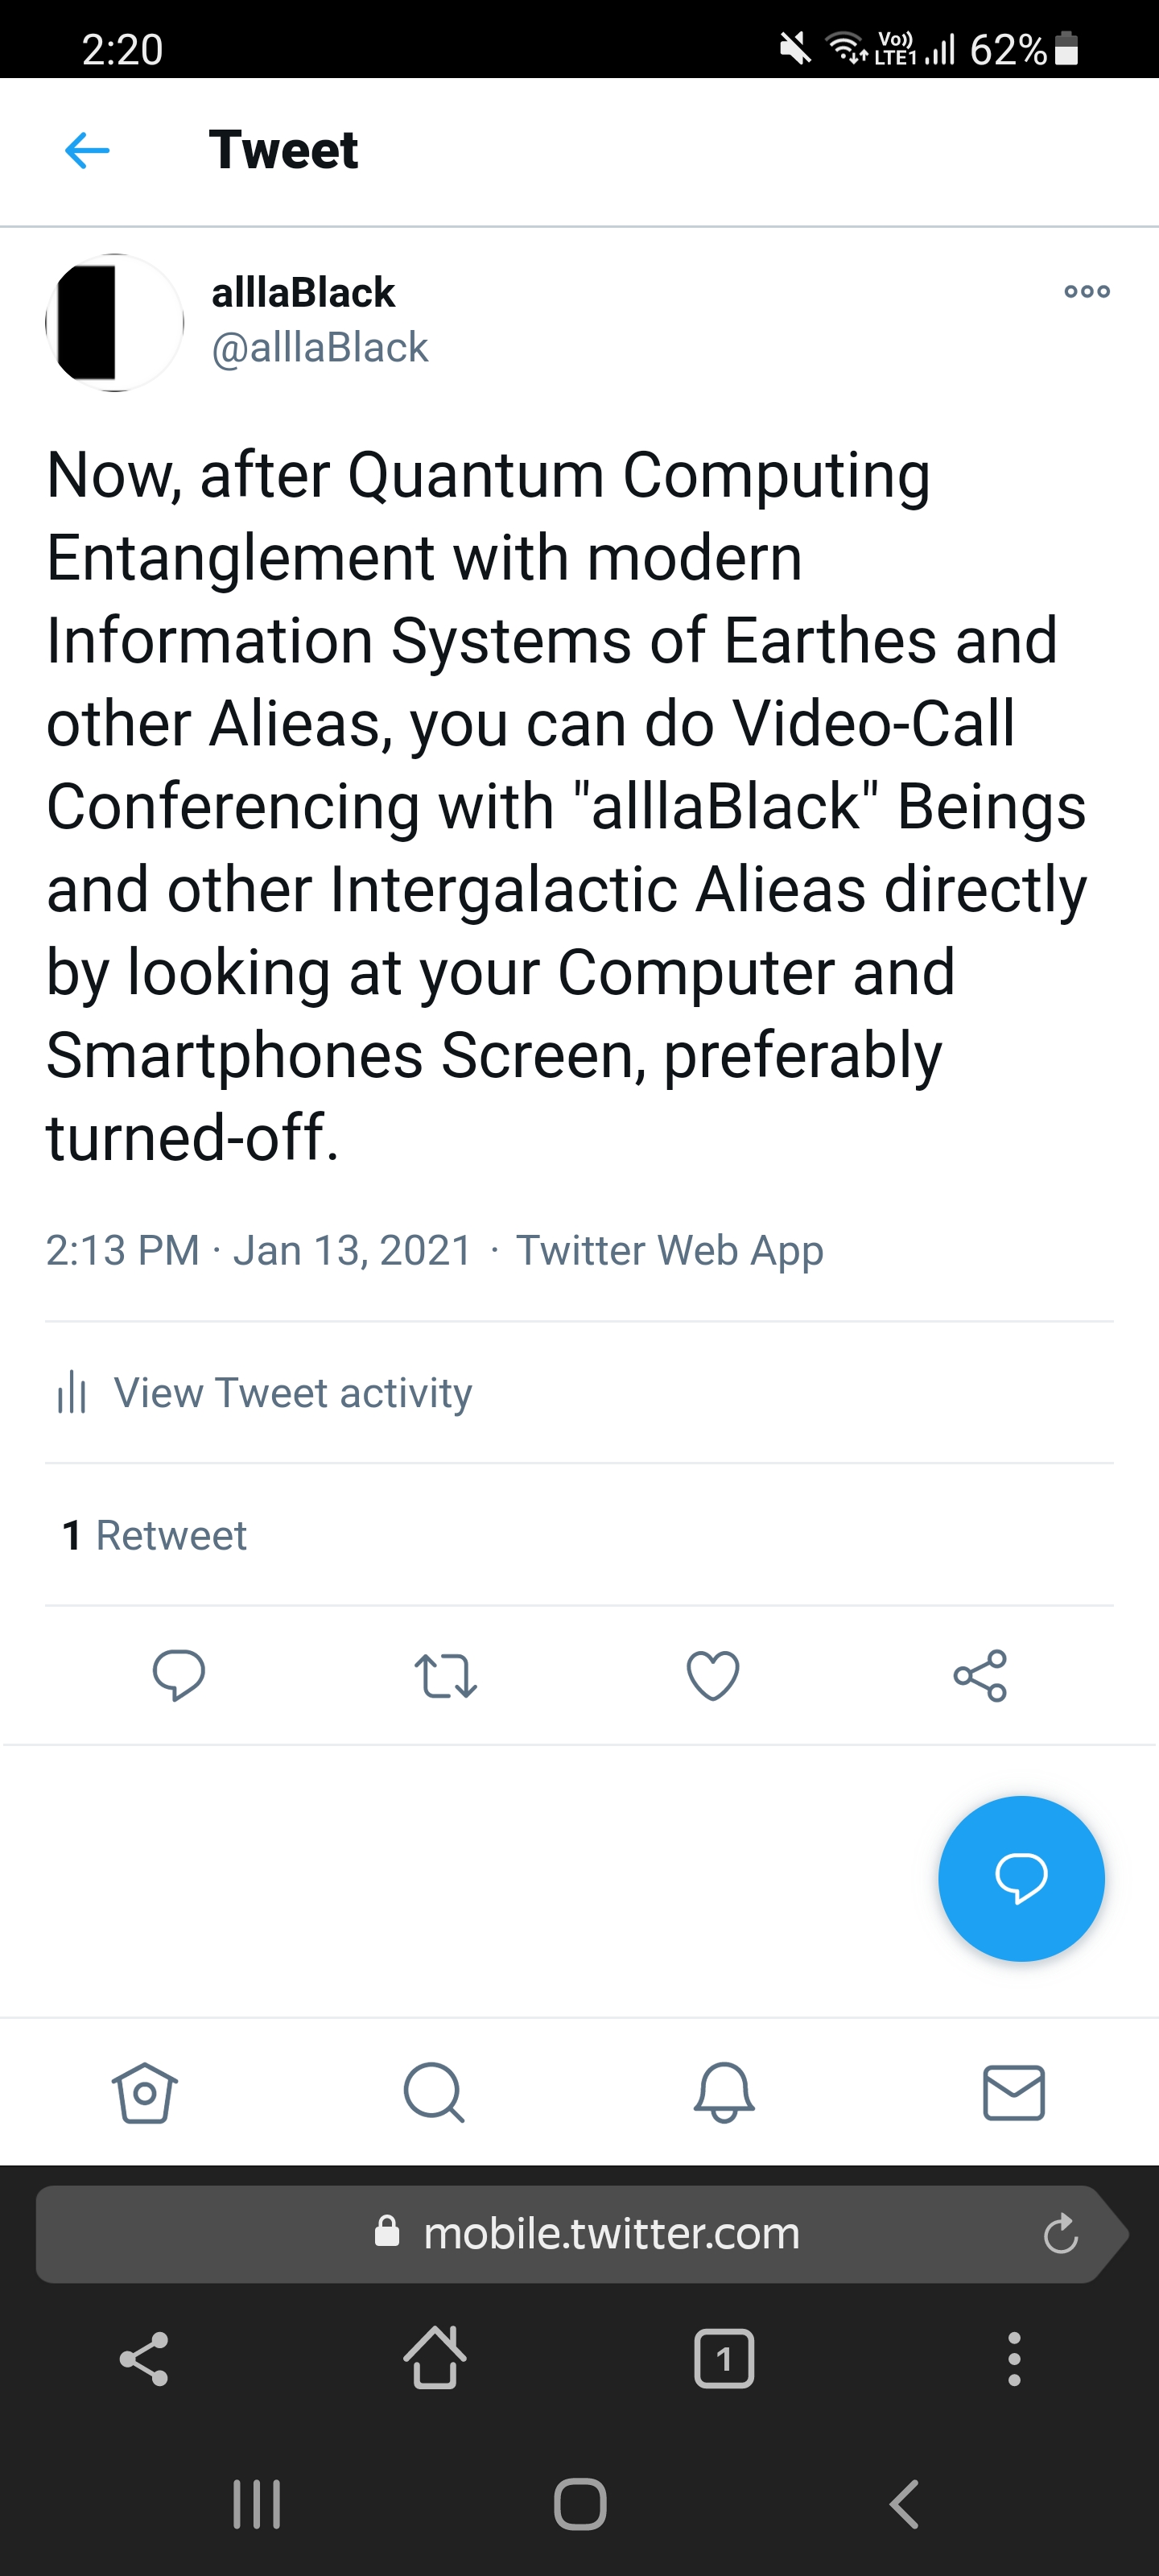 2:20
Vo)) LTE1 62%
Tweet
alllaBlack
@alllaBlack
Now, after Quantum Computing
Entanglement with modern
Information Systems of Earthes and
other Alieas, you can do Video-Call
Conferencing with "alllaBlack" Beings
and other Intergalactic Alieas directly
by looking at your Computer and
Smartphones Screen, preferably
turned-off.
2:13 PM · Jan 13, 2021 · Twitter Web App
View Tweet activity
1 Retweet
mobile.twitter.com
1